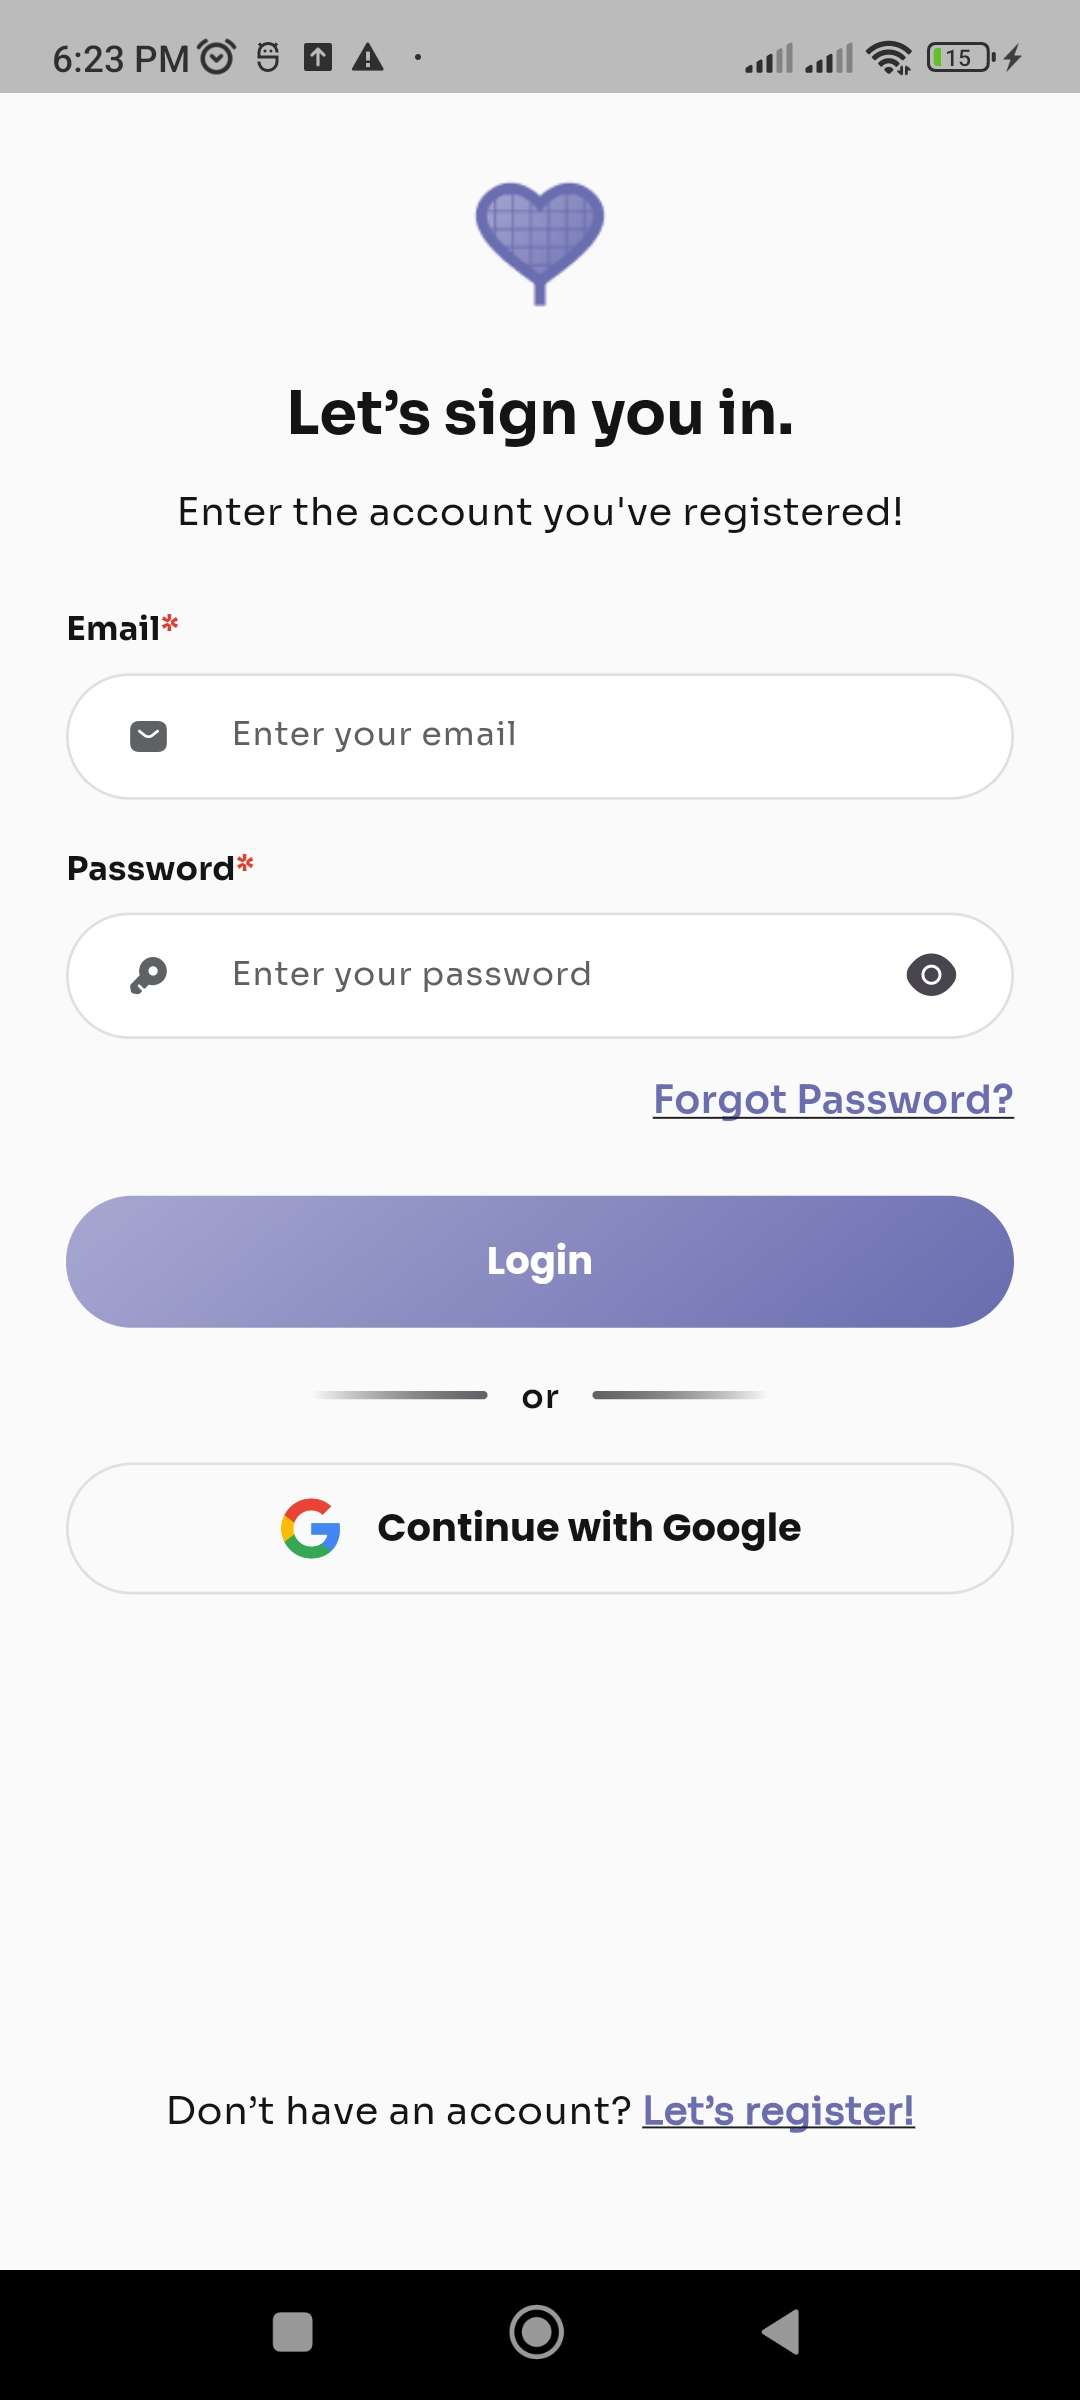 6:23 PM
15
Let’s sign you in.
Enter the account you've registered!
Email*
Enter your email
Password*
Enter your password
Forgot Password?
Login
or
Continue with Google
Don’t have an account? Let’s register!